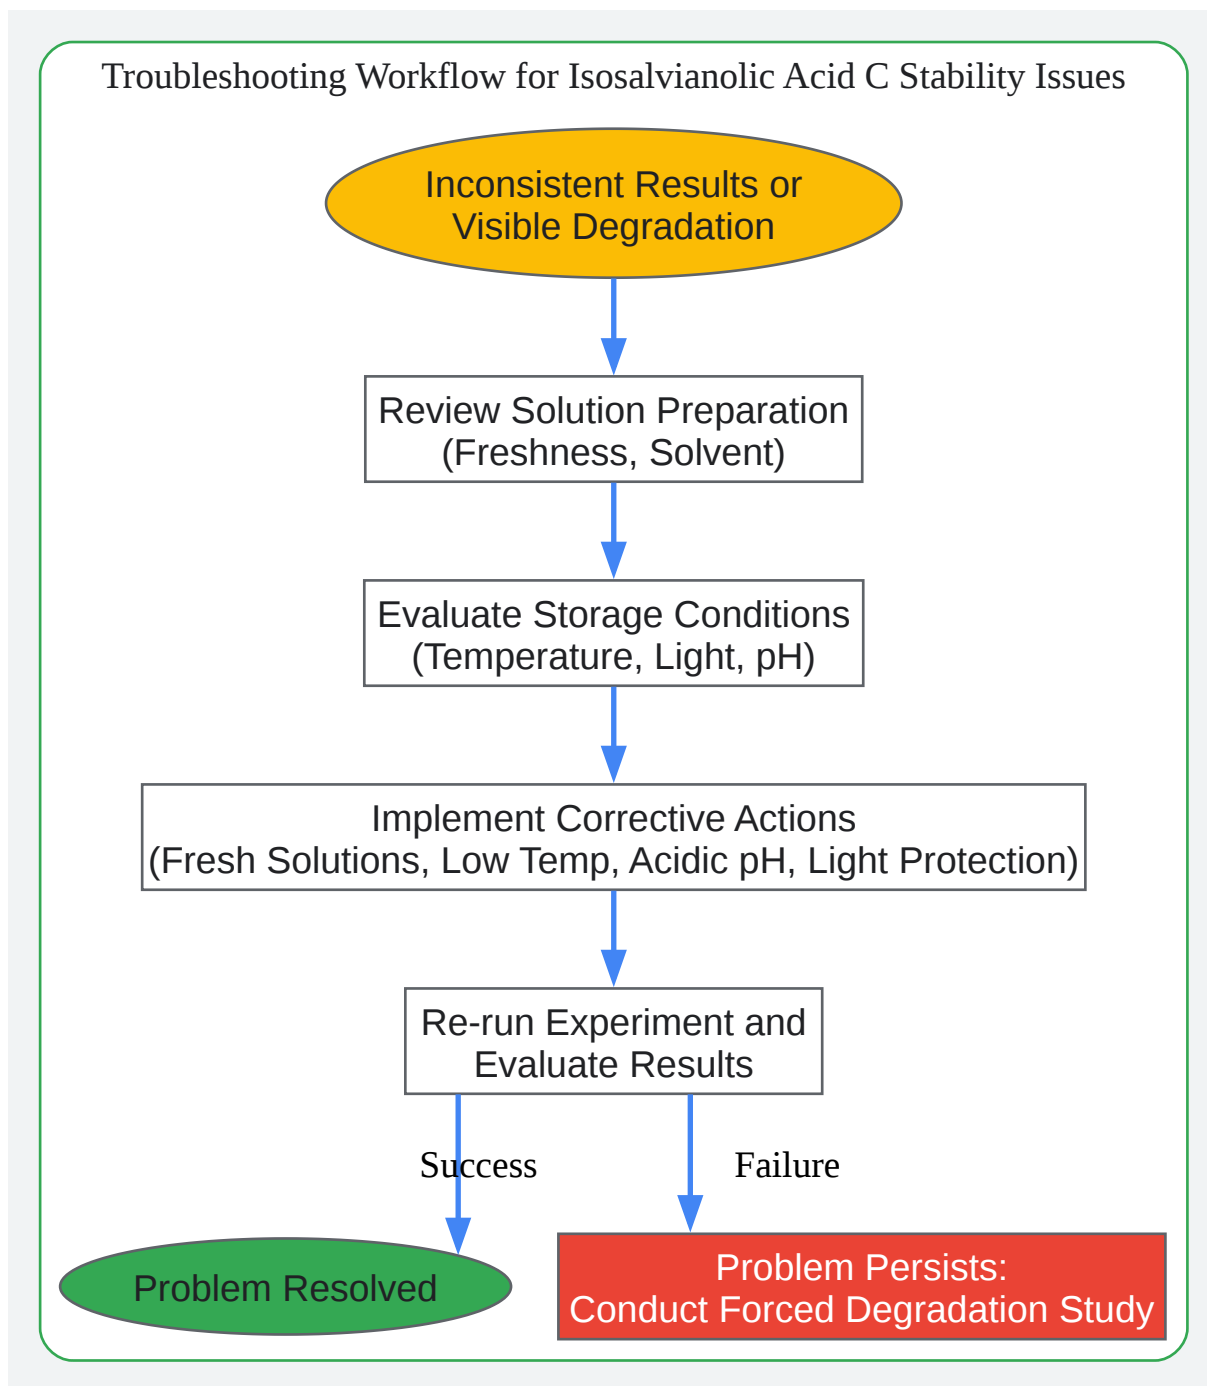 Troubleshooting Workflow for Isosalvianolic Acid C Stability Issues
Inconsistent Results or
Visible Degradation
Review Solution Preparation
(Freshness, Solvent)
Evaluate Storage Conditions
(Temperature, Light, pH)
Implement Corrective Actions
(Fresh Solutions, Low Temp, Acidic pH, Light Protection)
Re-run Experiment and
Evaluate Results
Success
Failure
Problem Resolved
Problem Persists:
Conduct Forced Degradation Study